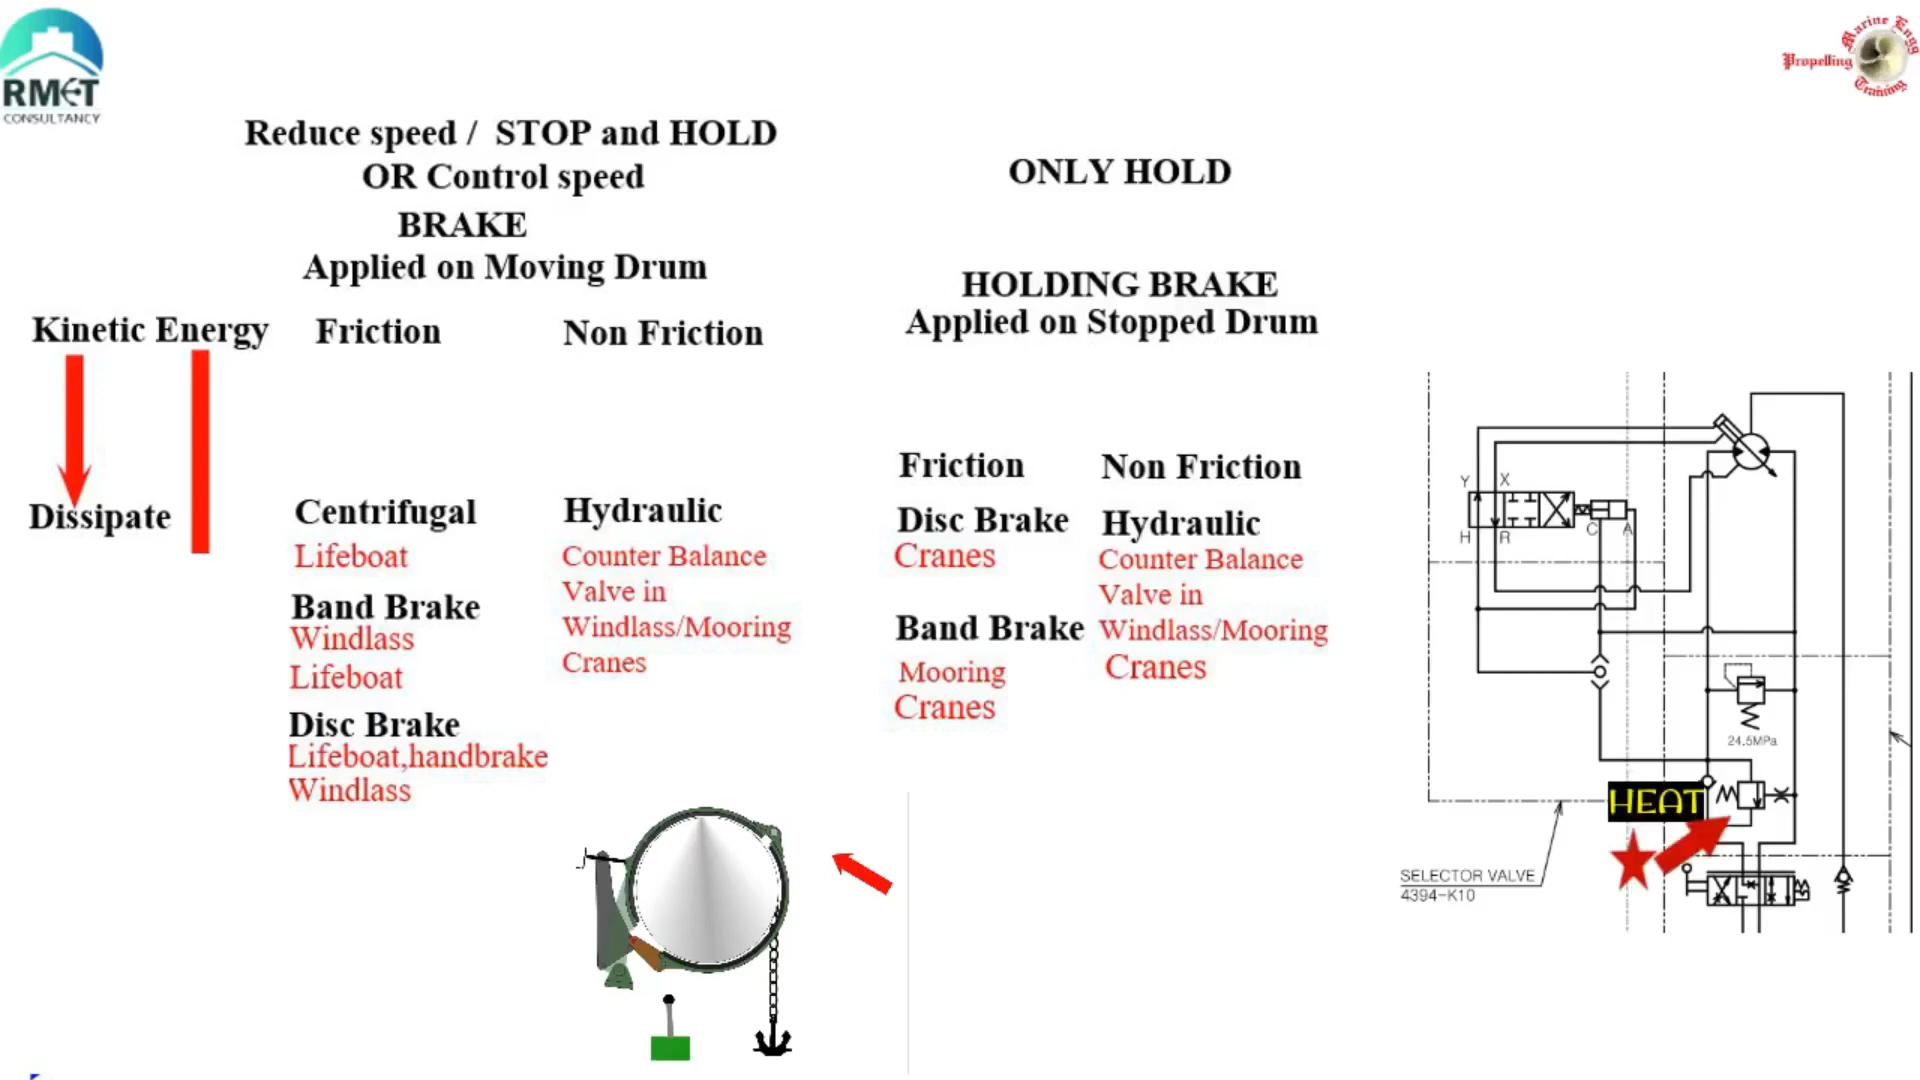 RMET
CONSULTANCY
Marine Engg
Propelling
Training
Reduce speed / STOP and HOLD
OR Control speed
BRAKE
Applied on Moving Drum
ONLY HOLD
HOLDING BRAKE
Applied on Stopped Drum
Kinetic Energy
Friction
Non Friction
Dissipate
Centrifugal
Lifeboat
Band Brake
Windlass
Lifeboat
Disc Brake
Lifeboat,handbrake
Windlass
Hydraulic
Counter Balance
Valve in
Windlass/Mooring
Cranes
Friction
Disc Brake
Cranes
Band Brake
Mooring
Cranes
Non Friction
Hydraulic
Counter Balance
Valve in
Windlass/Mooring
Cranes
Y X
H R
C A
24.5MPa
HEAT
SELECTOR VALVE
4394-K10